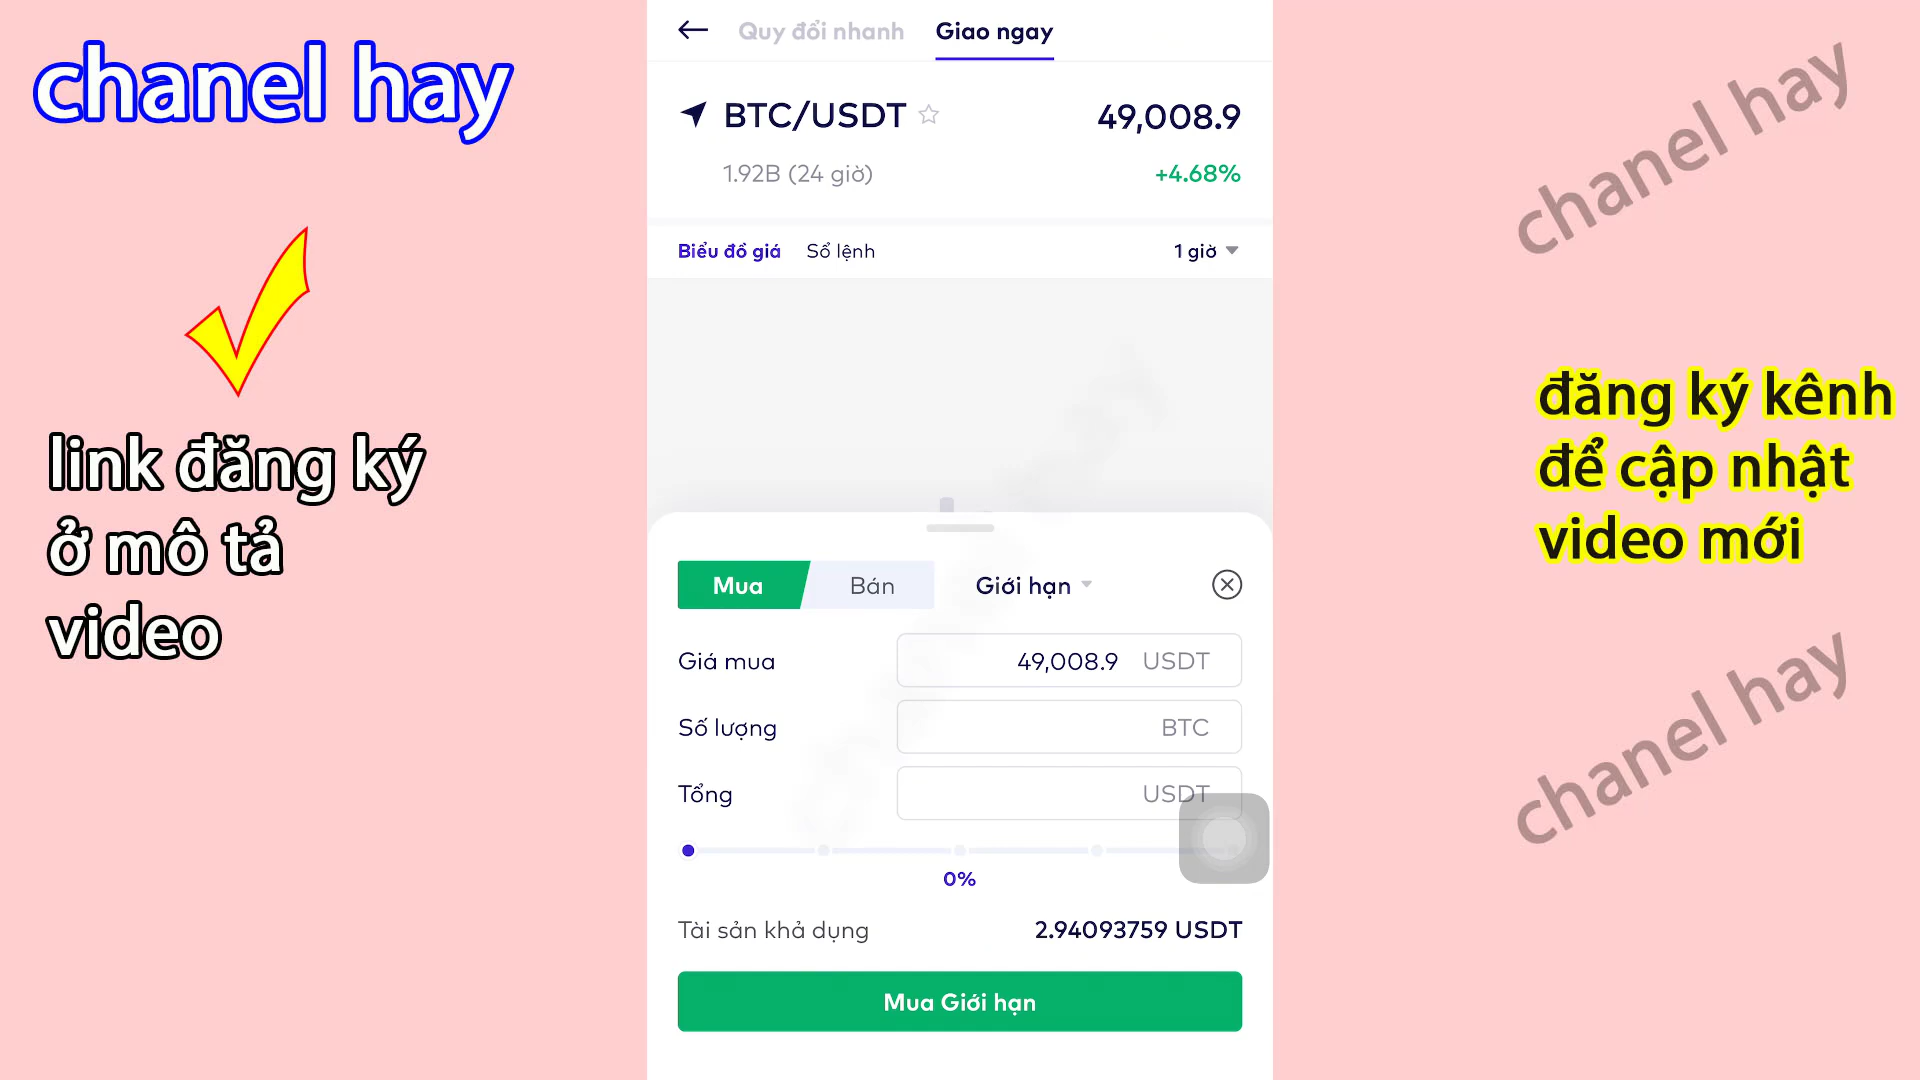 chanel hay
link đăng ký
ở mô tả
video
Quy đổi nhanh
Giao ngay
BTC/USDT
49,008.9
1.92B (24 giờ)
+4.68%
Biểu đồ giá
Sổ lệnh
1 giờ
Mua
Bán
Giới hạn
Giá mua
49,008.9 USDT
Số lượng
BTC
Tổng
USDT
0%
Tài sản khả dụng
2.94093759 USDT
Mua Giới hạn
chanel hay
đăng ký kênh
để cập nhật
video mới
chanel hay